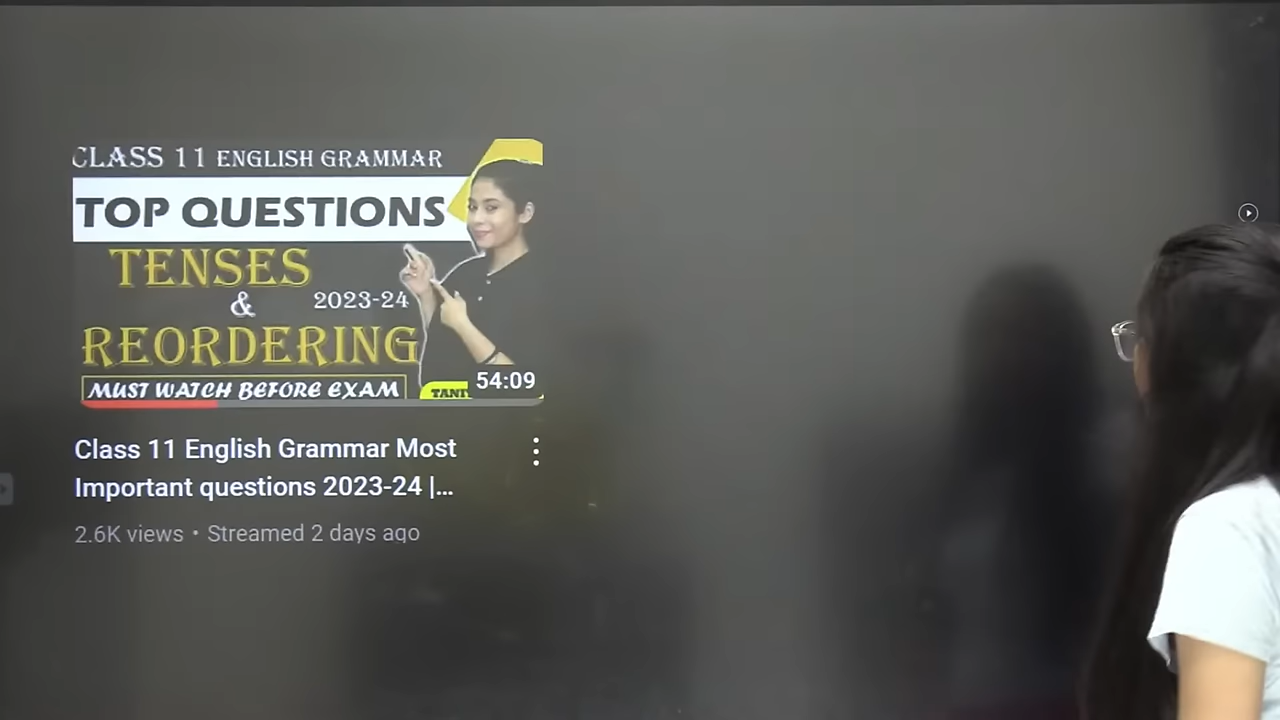 CLASS 11 ENGLISH GRAMMAR
TOP QUESTIONS
TENSES
& 2023-24
REORDERING
MUST WATCH BEFORE EXAM
54:09
Class 11 English Grammar Most
Important questions 2023-24 |...
2.6K views • Streamed 2 days ago